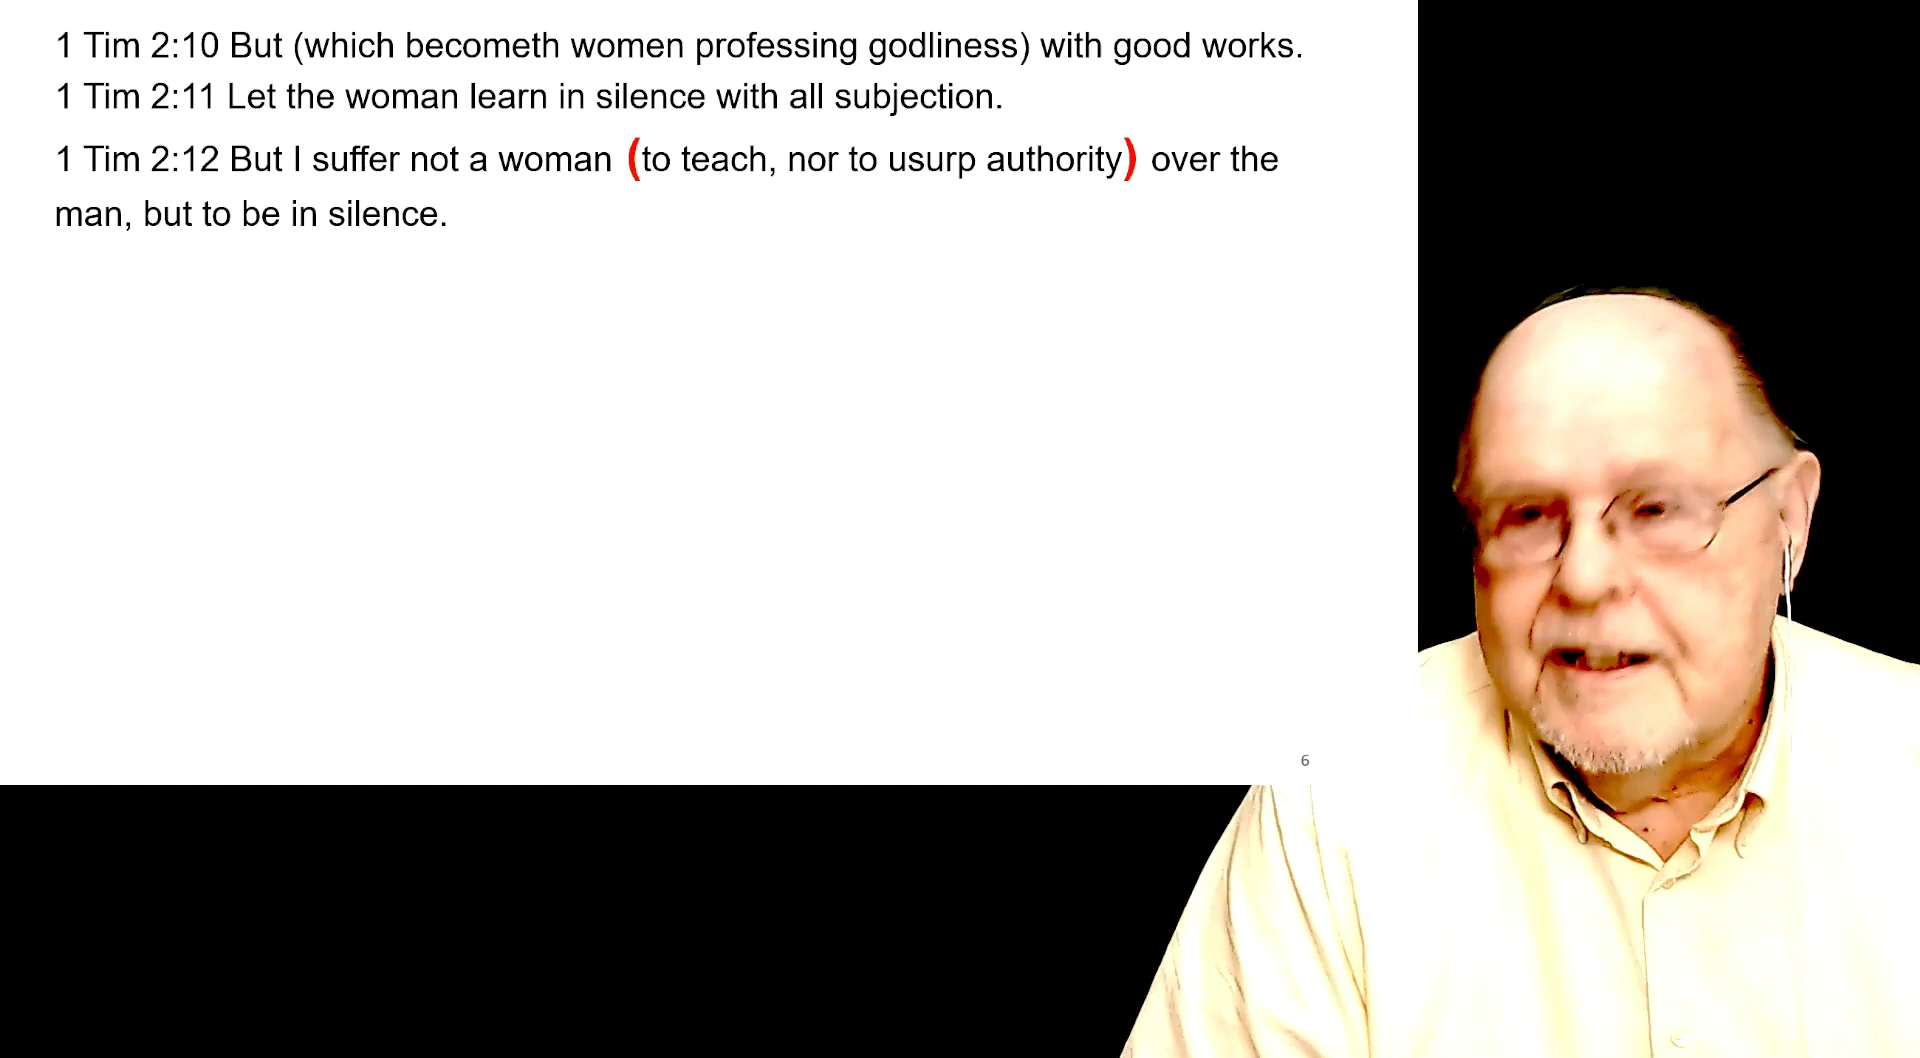 1 Tim 2:10 But (which becometh women professing godliness) with good works.
1 Tim 2:11 Let the woman learn in silence with all subjection.
1 Tim 2:12 But I suffer not a woman (to teach, nor to usurp authority) over the
man, but to be in silence.
6